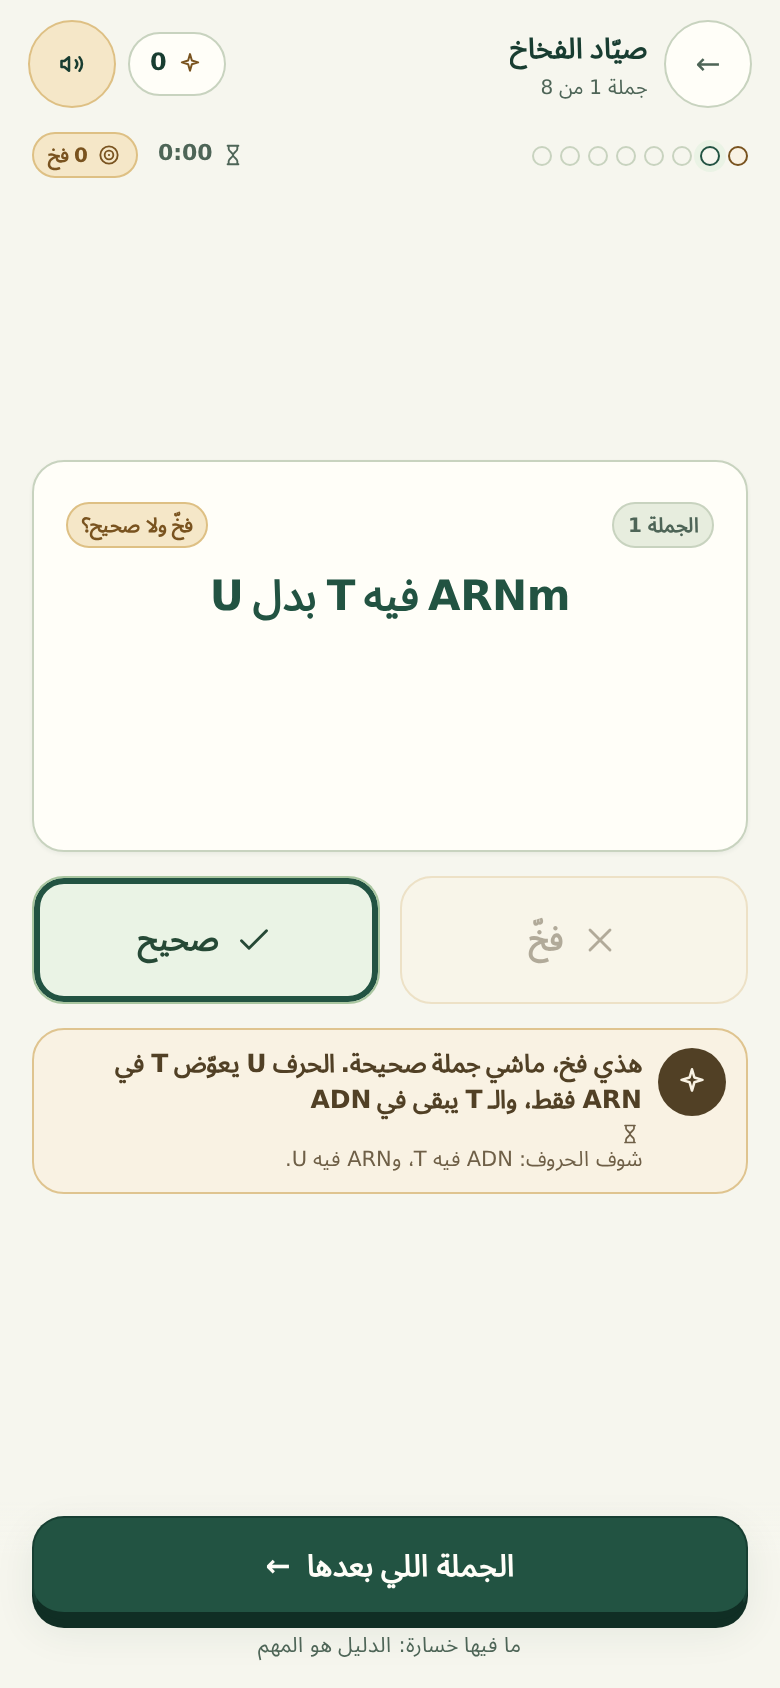 صيّاد الفخاخ
جملة 1 من 8
0
0:00
0 فخ
الجملة 1
فخّ ولا صحيح؟
ARNm فيه T بدل U
فخّ
صحيح
هذي فخ، ماشي جملة صحيحة. الحرف U يعوّض T في
ARN فقط، والـ T يبقى في ADN
شوف الحروف: ADN فيه T، وARN فيه U.
الجملة اللي بعدها ←
ما فيها خسارة: الدليل هو المهم